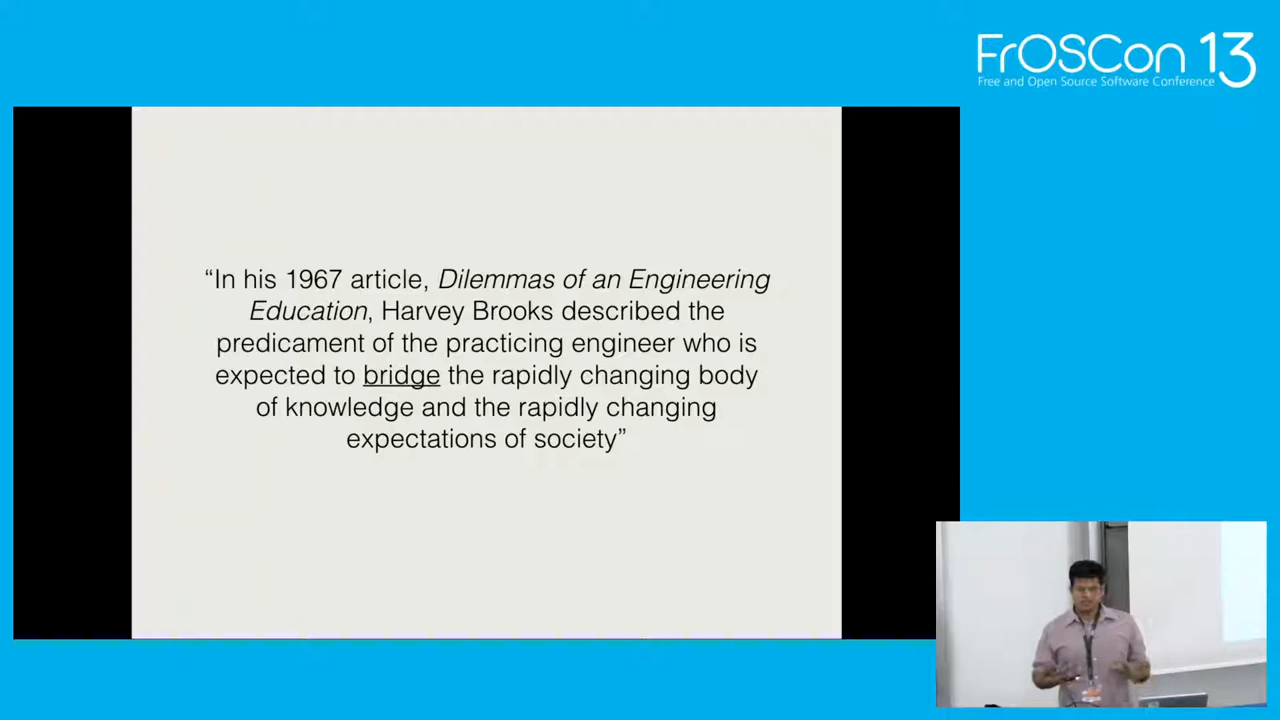 FrOSCon 13
Free and Open Source Software Conference
“In his 1967 article, Dilemmas of an Engineering
Education, Harvey Brooks described the
predicament of the practicing engineer who is
expected to bridge the rapidly changing body
of knowledge and the rapidly changing
expectations of society”